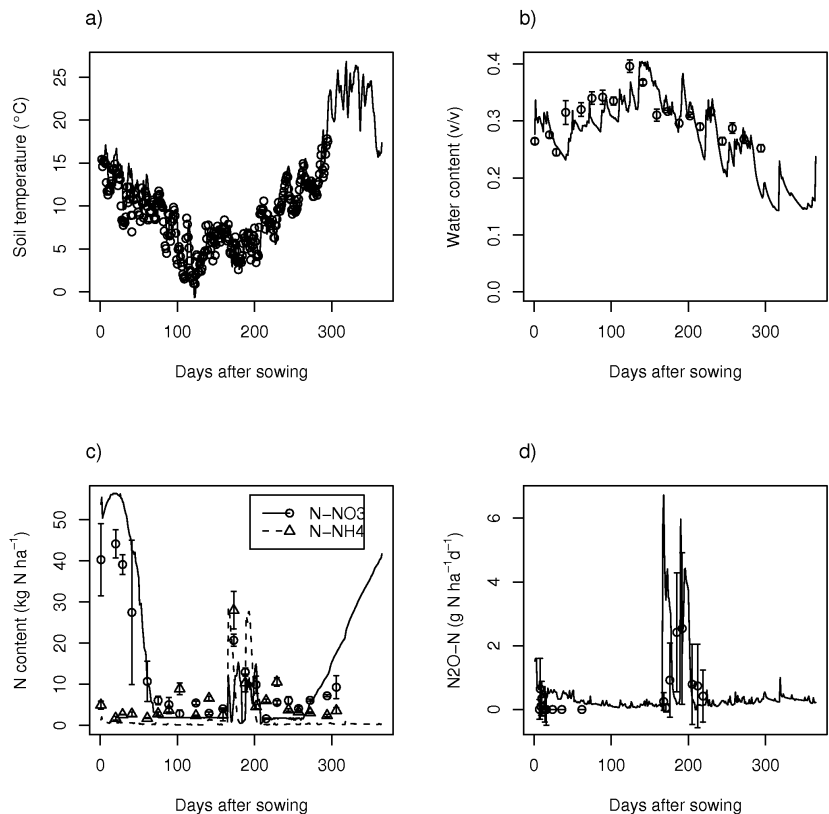 a)
Soil temperature (°C)
25
20
15
10
5
0
0 100 200 300
Days after sowing
b)
Water content (v/v)
0.4
0.3
0.2
0.1
0.0
0 100 200 300
Days after sowing
c)
N content (kg N ha⁻¹)
50
40
30
20
10
0
N−NO3
N−NH4
0 100 200 300
Days after sowing
d)
N2O−N (g N ha⁻¹d⁻¹)
6
4
2
0
0 100 200 300
Days after sowing